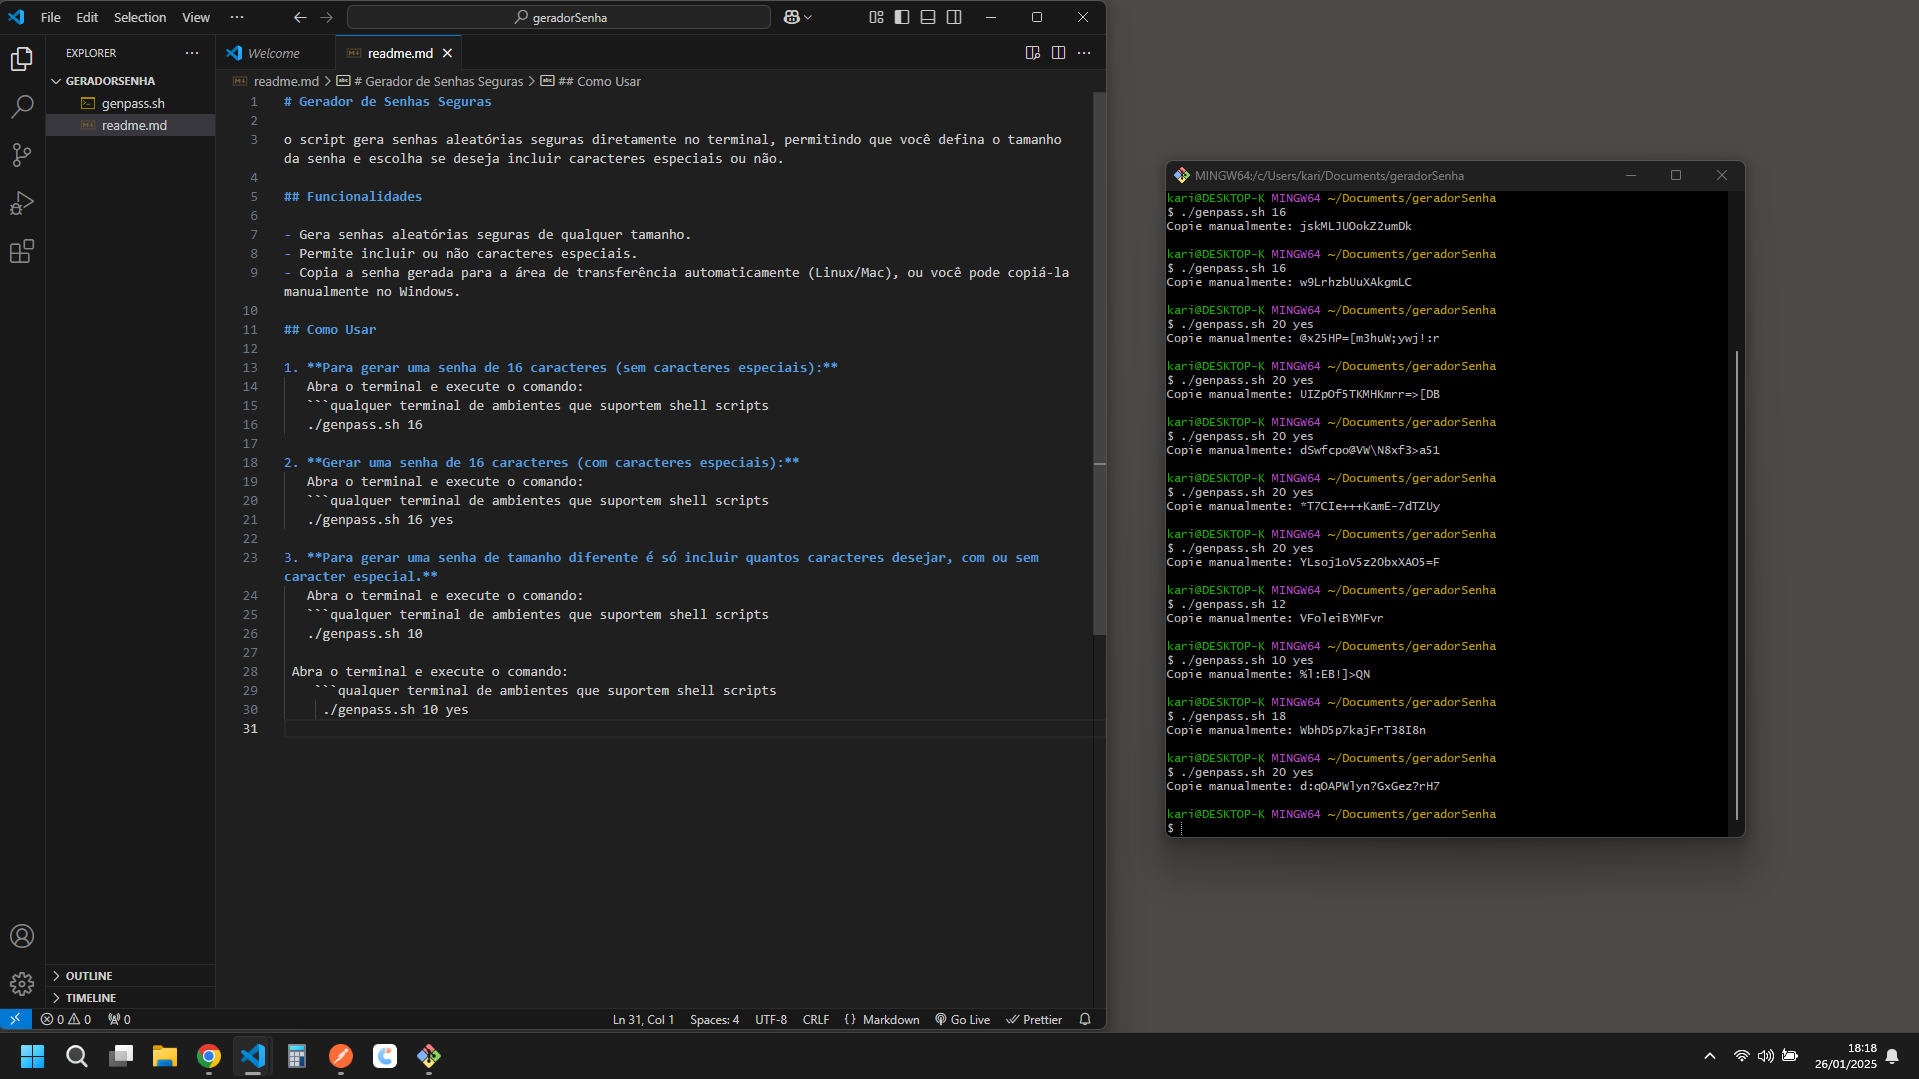 File Edit Selection View ··· geradorSenha
EXPLORER ···
GERADORSENHA
genpass.sh
readme.md
OUTLINE
TIMELINE
Welcome readme.md
readme.md > # Gerador de Senhas Seguras > ## Como Usar
1 # Gerador de Senhas Seguras
2
3 o script gera senhas aleatórias seguras diretamente no terminal, permitindo que você defina o tamanho
da senha e escolha se deseja incluir caracteres especiais ou não.
4
5 ## Funcionalidades
6
7 - Gera senhas aleatórias seguras de qualquer tamanho.
8 - Permite incluir ou não caracteres especiais.
9 - Copia a senha gerada para a área de transferência automaticamente (Linux/Mac), ou você pode copiá-la
manualmente no Windows.
10
11 ## Como Usar
12
13 1. **Para gerar uma senha de 16 caracteres (sem caracteres especiais):**
14 Abra o terminal e execute o comando:
15 ```qualquer terminal de ambientes que suportem shell scripts
16 ./genpass.sh 16
17
18 2. **Gerar uma senha de 16 caracteres (com caracteres especiais):**
19 Abra o terminal e execute o comando:
20 ```qualquer terminal de ambientes que suportem shell scripts
21 ./genpass.sh 16 yes
22
23 3. **Para gerar uma senha de tamanho diferente é só incluir quantos caracteres desejar, com ou sem
caracter especial.**
24 Abra o terminal e execute o comando:
25 ```qualquer terminal de ambientes que suportem shell scripts
26 ./genpass.sh 10
27
28 Abra o terminal e execute o comando:
29 ```qualquer terminal de ambientes que suportem shell scripts
30 ./genpass.sh 10 yes
31
0 0 0 Ln 31, Col 1 Spaces: 4 UTF-8 CRLF {} Markdown Go Live Prettier
MINGW64:/c/Users/kari/Documents/geradorSenha
kari@DESKTOP-K MINGW64 ~/Documents/geradorSenha
$ ./genpass.sh 16
Copie manualmente: jskMLJUOokZ2umDk
kari@DESKTOP-K MINGW64 ~/Documents/geradorSenha
$ ./genpass.sh 16
Copie manualmente: w9LrhzbUuXAkgmLC
kari@DESKTOP-K MINGW64 ~/Documents/geradorSenha
$ ./genpass.sh 20 yes
Copie manualmente: @x25HP=[m3huW;ywj!:r
kari@DESKTOP-K MINGW64 ~/Documents/geradorSenha
$ ./genpass.sh 20 yes
Copie manualmente: UIZpOf5TKMHKmrr=>[DB
kari@DESKTOP-K MINGW64 ~/Documents/geradorSenha
$ ./genpass.sh 20 yes
Copie manualmente: dSwfcpo@VW\N8xf3>a51
kari@DESKTOP-K MINGW64 ~/Documents/geradorSenha
$ ./genpass.sh 20 yes
Copie manualmente: *T7CIe+++KamE-7dTZUy
kari@DESKTOP-K MINGW64 ~/Documents/geradorSenha
$ ./genpass.sh 20 yes
Copie manualmente: YLsoj1oV5z2ObxXAO5=F
kari@DESKTOP-K MINGW64 ~/Documents/geradorSenha
$ ./genpass.sh 12
Copie manualmente: VFoleiBYMFvr
kari@DESKTOP-K MINGW64 ~/Documents/geradorSenha
$ ./genpass.sh 10 yes
Copie manualmente: %l:EB!]>QN
kari@DESKTOP-K MINGW64 ~/Documents/geradorSenha
$ ./genpass.sh 18
Copie manualmente: WbhD5p7kajFrT38I8n
kari@DESKTOP-K MINGW64 ~/Documents/geradorSenha
$ ./genpass.sh 20 yes
Copie manualmente: d:qOAPWlyn?GxGez?rH7
kari@DESKTOP-K MINGW64 ~/Documents/geradorSenha
$
18:18
26/01/2025